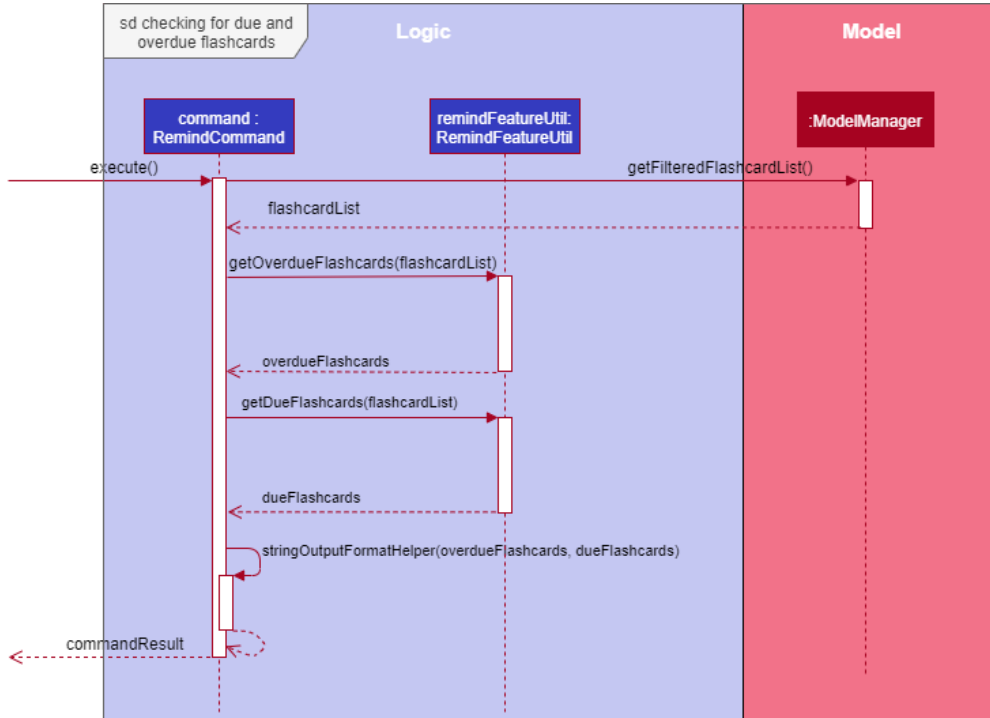 sd checking for due and
overdue flashcards
Logic
Model
command :
RemindCommand
remindFeatureUtil:
RemindFeatureUtil
:ModelManager
execute()
getFilteredFlashcardList()
flashcardList
getOverdueFlashcards(flashcardList)
overdueFlashcards
getDueFlashcards(flashcardList)
dueFlashcards
stringOutputFormatHelper(overdueFlashcards, dueFlashcards)
commandResult